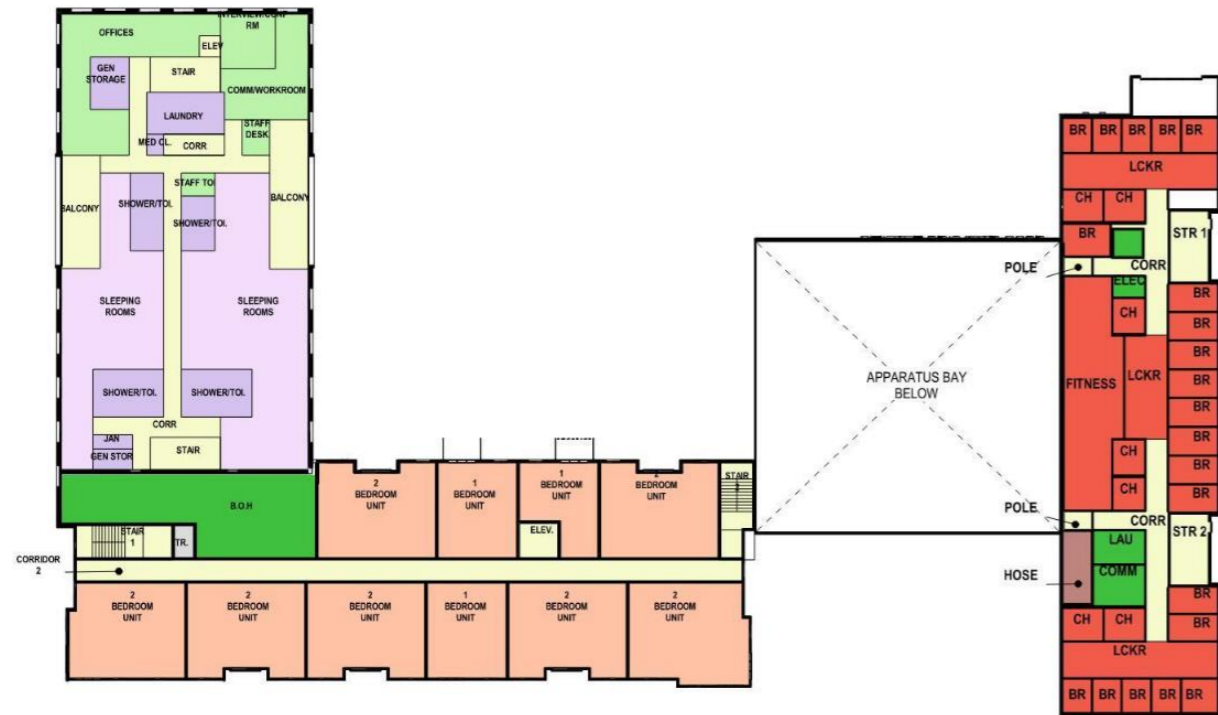 OFFICES
INTERVIEW/CONF
RM
ELEV
GEN
STORAGE
STAIR
COMM/WORKROOM
LAUNDRY
STAFF
DESK
MED CL.
CORR
STAFF TOI
BALCONY
SHOWER/TOI.
SHOWER/TOI.
BALCONY
SLEEPING
ROOMS
SLEEPING
ROOMS
SHOWER/TOI.
SHOWER/TOI.
CORR
JAN
GEN STOR
STAIR
B.O.H
2
BEDROOM
UNIT
1
BEDROOM
UNIT
1
BEDROOM
UNIT
2
BEDROOM
UNIT
STAIR
2
ELEV.
STAIR
1
TR.
CORRIDOR
2
2
BEDROOM
UNIT
2
BEDROOM
UNIT
2
BEDROOM
UNIT
1
BEDROOM
UNIT
2
BEDROOM
UNIT
2
BEDROOM
UNIT
APPARATUS BAY
BELOW
BR BR BR BR BR
LCKR
CH CH
BR
STR 1
POLE
CORR
ELEC
BR
CH
BR
BR
LCKR
FITNESS
BR
BR
CH
BR
CH
BR
BR
POLE
CORR
STR 2
LAU
HOSE
COMM
BR
CH CH
BR
LCKR
BR BR BR BR BR